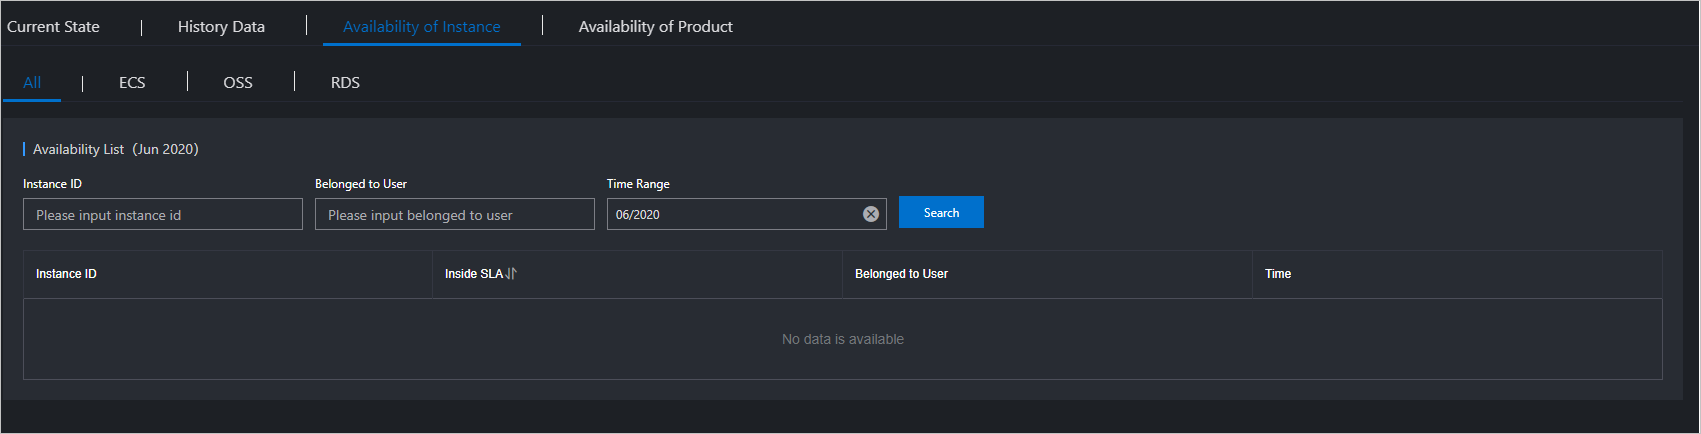 Current State | History Data | Availability of Instance | Availability of Product
All | ECS | OSS | RDS
Availability List (Jun 2020)
Instance ID Belonged to User Time Range
Please input instance id Please input belonged to user 06/2020 Search
Instance ID Inside SLA Belonged to User Time
No data is available